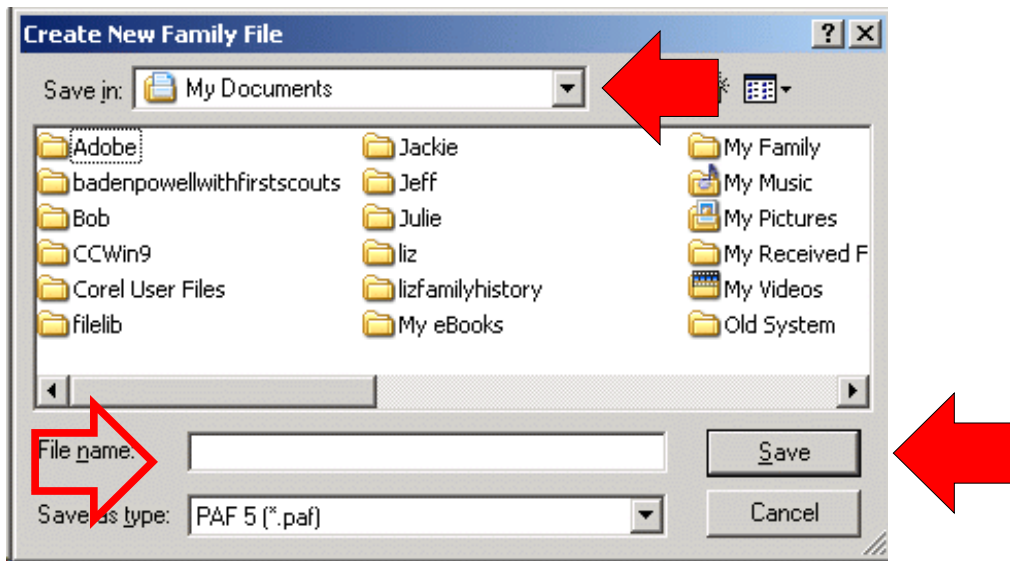 Create New Family File
Save in: My Documents
Adobe Jackie My Family
badenpowellwithfirstscouts Jeff My Music
Bob Julie My Pictures
CCWin9 liz My Received F
Corel User Files lizfamilyhistory My Videos
filelib My eBooks Old System
File name: Save
Save as type: PAF 5 (*.paf) Cancel